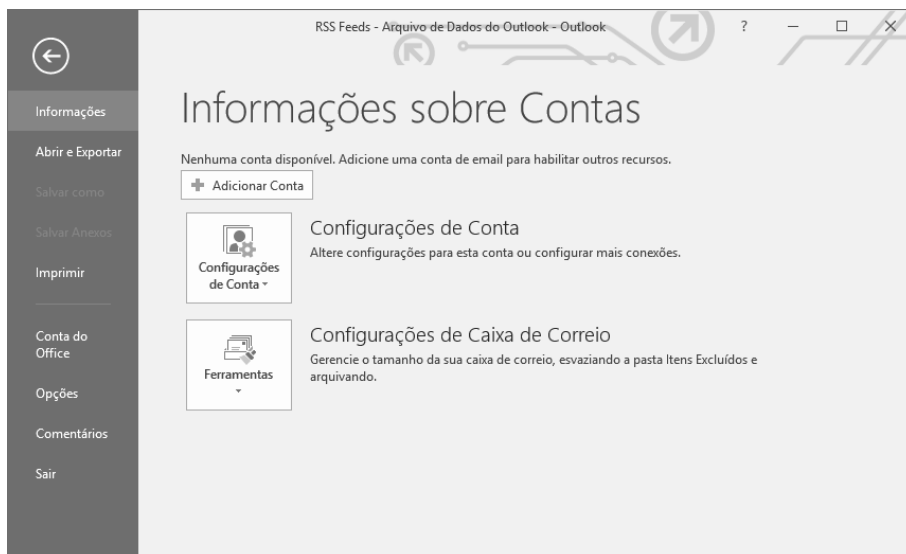 RSS Feeds - Arquivo de Dados do Outlook - Outlook
?
Informações
Abrir e Exportar
Salvar como
Salvar Anexos
Imprimir
Conta do
Office
Opções
Comentários
Sair
Informações sobre Contas
Nenhuma conta disponível. Adicione uma conta de email para habilitar outros recursos.
Adicionar Conta
Configurações
de Conta
Configurações de Conta
Altere configurações para esta conta ou configurar mais conexões.
Ferramentas
Configurações de Caixa de Correio
Gerencie o tamanho da sua caixa de correio, esvaziando a pasta Itens Excluídos e
arquivando.